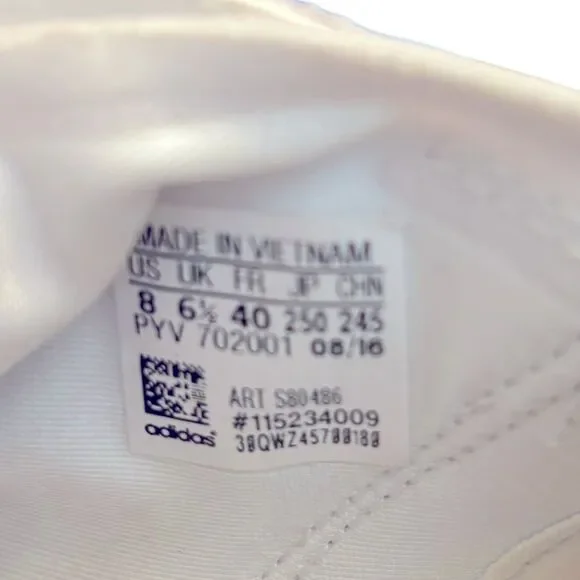 MADE IN VIETNAM
US UK FR JP CHN
8 6½ 40 250 245
PYV 702001 08/16
ART S80486
#115234009
adidas